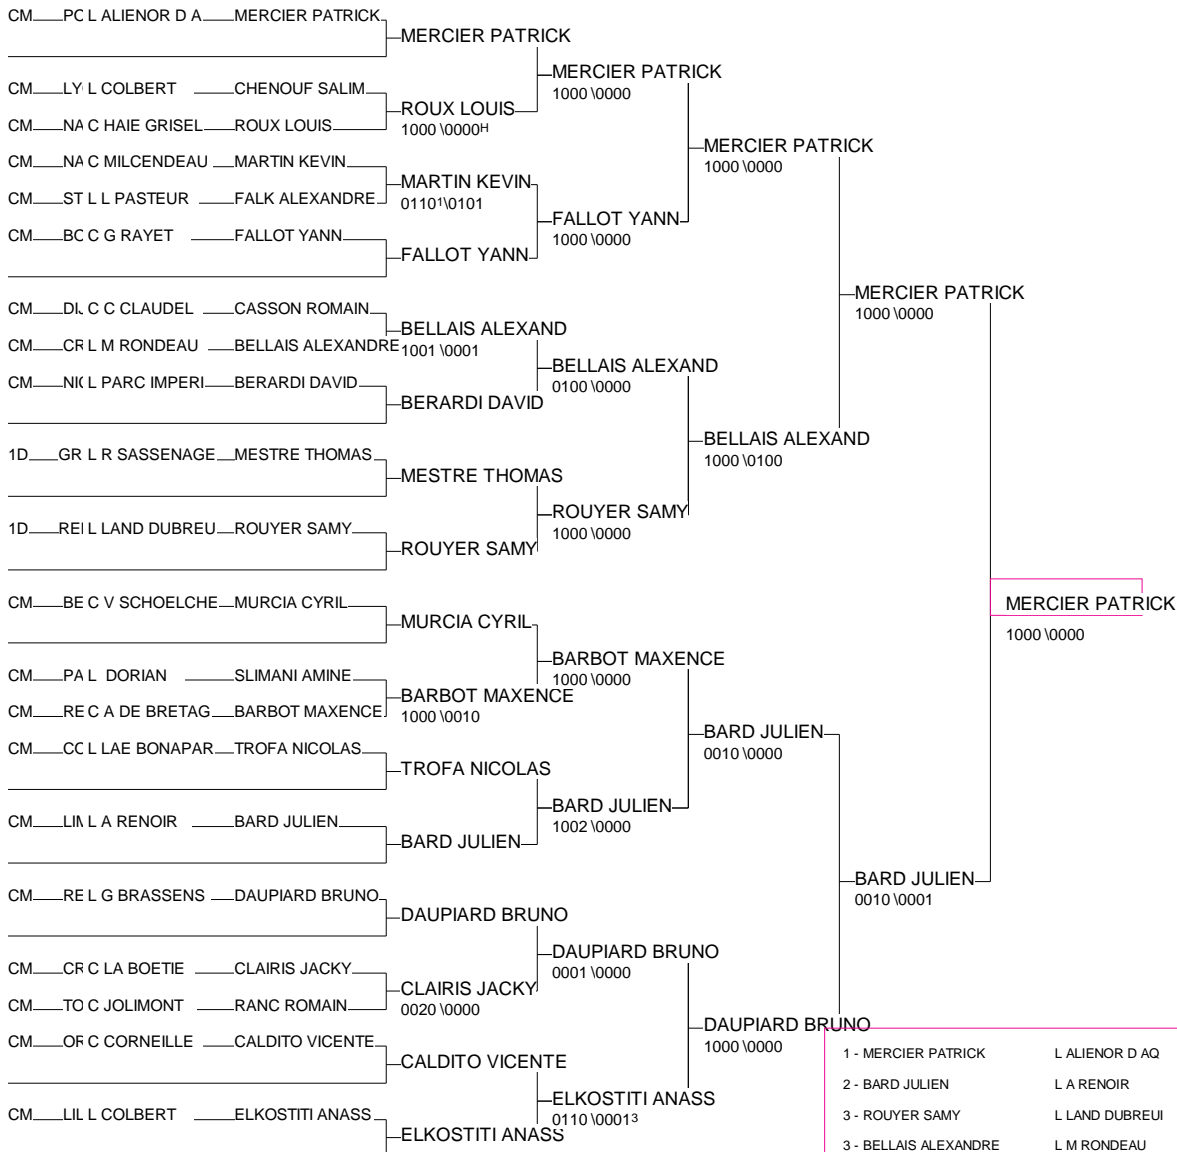 CM PC L ALIENOR D A MERCIER PATRICK
MERCIER PATRICK
CM LY L COLBERT CHENOUF SALIM
ROUX LOUIS
1000 \0000H
CM NA C HAIE GRISEL ROUX LOUIS
MERCIER PATRICK
1000 \0000
CM NA C MILCENDEAU MARTIN KEVIN
MARTIN KEVIN
01101\0101
CM ST L L PASTEUR FALK ALEXANDRE
MERCIER PATRICK
1000 \0000
CM BC C G RAYET FALLOT YANN
FALLOT YANN
FALLOT YANN
1000 \0000
CM DIJ C C CLAUDEL CASSON ROMAIN
BELLAIS ALEXAND
1001 \0001
CM CR L M RONDEAU BELLAIS ALEXANDRE
MERCIER PATRICK
1000 \0000
CM NI L PARC IMPERI BERARDI DAVID
BERARDI DAVID
BELLAIS ALEXAND
0100 \0000
1D GR L R SASSENAGE MESTRE THOMAS
MESTRE THOMAS
BELLAIS ALEXAND
1000 \0100
1D REI L LAND DUBREU ROUYER SAMY
ROUYER SAMY
ROUYER SAMY
1000 \0000
CM BE C V SCHOELCHE MURCIA CYRIL
MURCIA CYRIL
MERCIER PATRICK
1000 \0000
CM PA L DORIAN SLIMANI AMINE
BARBOT MAXENCE
1000 \0010
CM RE C A DE BRETAG BARBOT MAXENCE
BARBOT MAXENCE
1000 \0000
CM CC L LAE BONAPAR TROFA NICOLAS
TROFA NICOLAS
BARD JULIEN
0010 \0000
CM LIM L A RENOIR BARD JULIEN
BARD JULIEN
BARD JULIEN
1002 \0000
CM RE L G BRASSENS DAUPIARD BRUNO
DAUPIARD BRUNO
BARD JULIEN
0010 \0001
CM CR C LA BOETIE CLAIRIS JACKY
CLAIRIS JACKY
0020 \0000
CM TO C JOLIMONT RANC ROMAIN
DAUPIARD BRUNO
0001 \0000
CM OR C CORNEILLE CALDITO VICENTE
CALDITO VICENTE
DAUPIARD BRUNO
1000 \0000
CM LIL L COLBERT ELKOSTITI ANASS
ELKOSTITI ANASS
ELKOSTITI ANASS
0110 \00013
1 - MERCIER PATRICK L ALIENOR D AQ
2 - BARD JULIEN L A RENOIR
3 - ROUYER SAMY L LAND DUBREUI
3 - BELLAIS ALEXANDRE L M RONDEAU